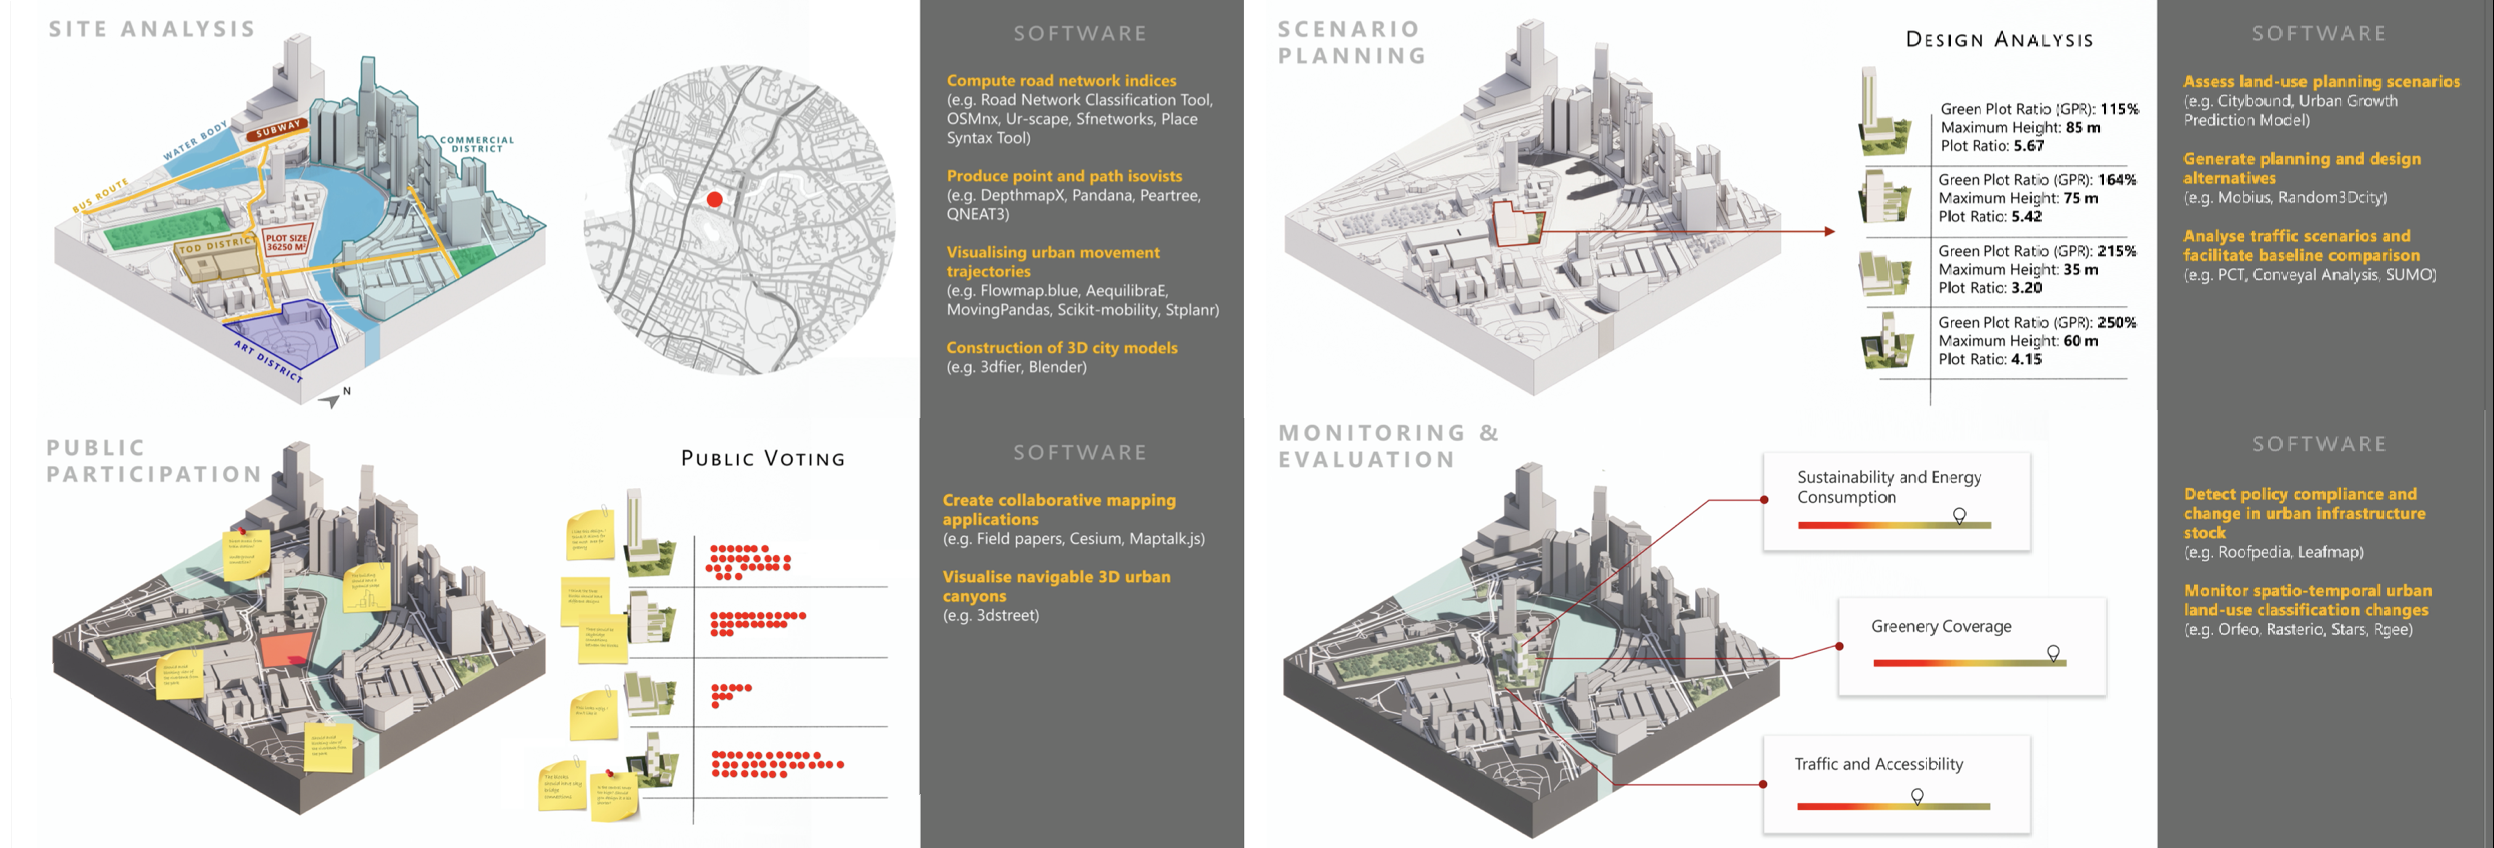 SITE ANALYSIS
SUBWAY
WATER BODY
BUS ROUTE
COMMERCIAL
DISTRICT
TOD DISTRICT
PLOT SIZE
36250 M²
ART DISTRICT
N
SOFTWARE
Compute road network indices
(e.g. Road Network Classification Tool,
OSMnx, Ur-scape, Sfnetworks, Place
Syntax Tool)
Produce point and path isovists
(e.g. DepthmapX, Pandana, Peartree,
QNEAT3)
Visualising urban movement
trajectories
(e.g. Flowmap.blue, AequilibraE,
MovingPandas, Scikit-mobility, Stplanr)
Construction of 3D city models
(e.g. 3dfier, Blender)
SCENARIO
PLANNING
DESIGN ANALYSIS
Green Plot Ratio (GPR): 115%
Maximum Height: 85 m
Plot Ratio: 5.67
Green Plot Ratio (GPR): 164%
Maximum Height: 75 m
Plot Ratio: 5.42
Green Plot Ratio (GPR): 215%
Maximum Height: 35 m
Plot Ratio: 3.20
Green Plot Ratio (GPR): 250%
Maximum Height: 60 m
Plot Ratio: 4.15
SOFTWARE
Assess land-use planning scenarios
(e.g. Citybound, Urban Growth
Prediction Model)
Generate planning and design
alternatives
(e.g. Mobius, Random3Dcity)
Analyse traffic scenarios and
facilitate baseline comparison
(e.g. PCT, Conveyal Analysis, SUMO)
PUBLIC
PARTICIPATION
PUBLIC VOTING
SOFTWARE
Create collaborative mapping
applications
(e.g. Field papers, Cesium, Maptalk.js)
Visualise navigable 3D urban
canyons
(e.g. 3dstreet)
MONITORING &
EVALUATION
Sustainability and Energy
Consumption
Greenery Coverage
Traffic and Accessibility
SOFTWARE
Detect policy compliance and
change in urban infrastructure
stock
(e.g. Roofpedia, Leafmap)
Monitor spatio-temporal urban
land-use classification changes
(e.g. Orfeo, Rasterio, Stars, Rgee)